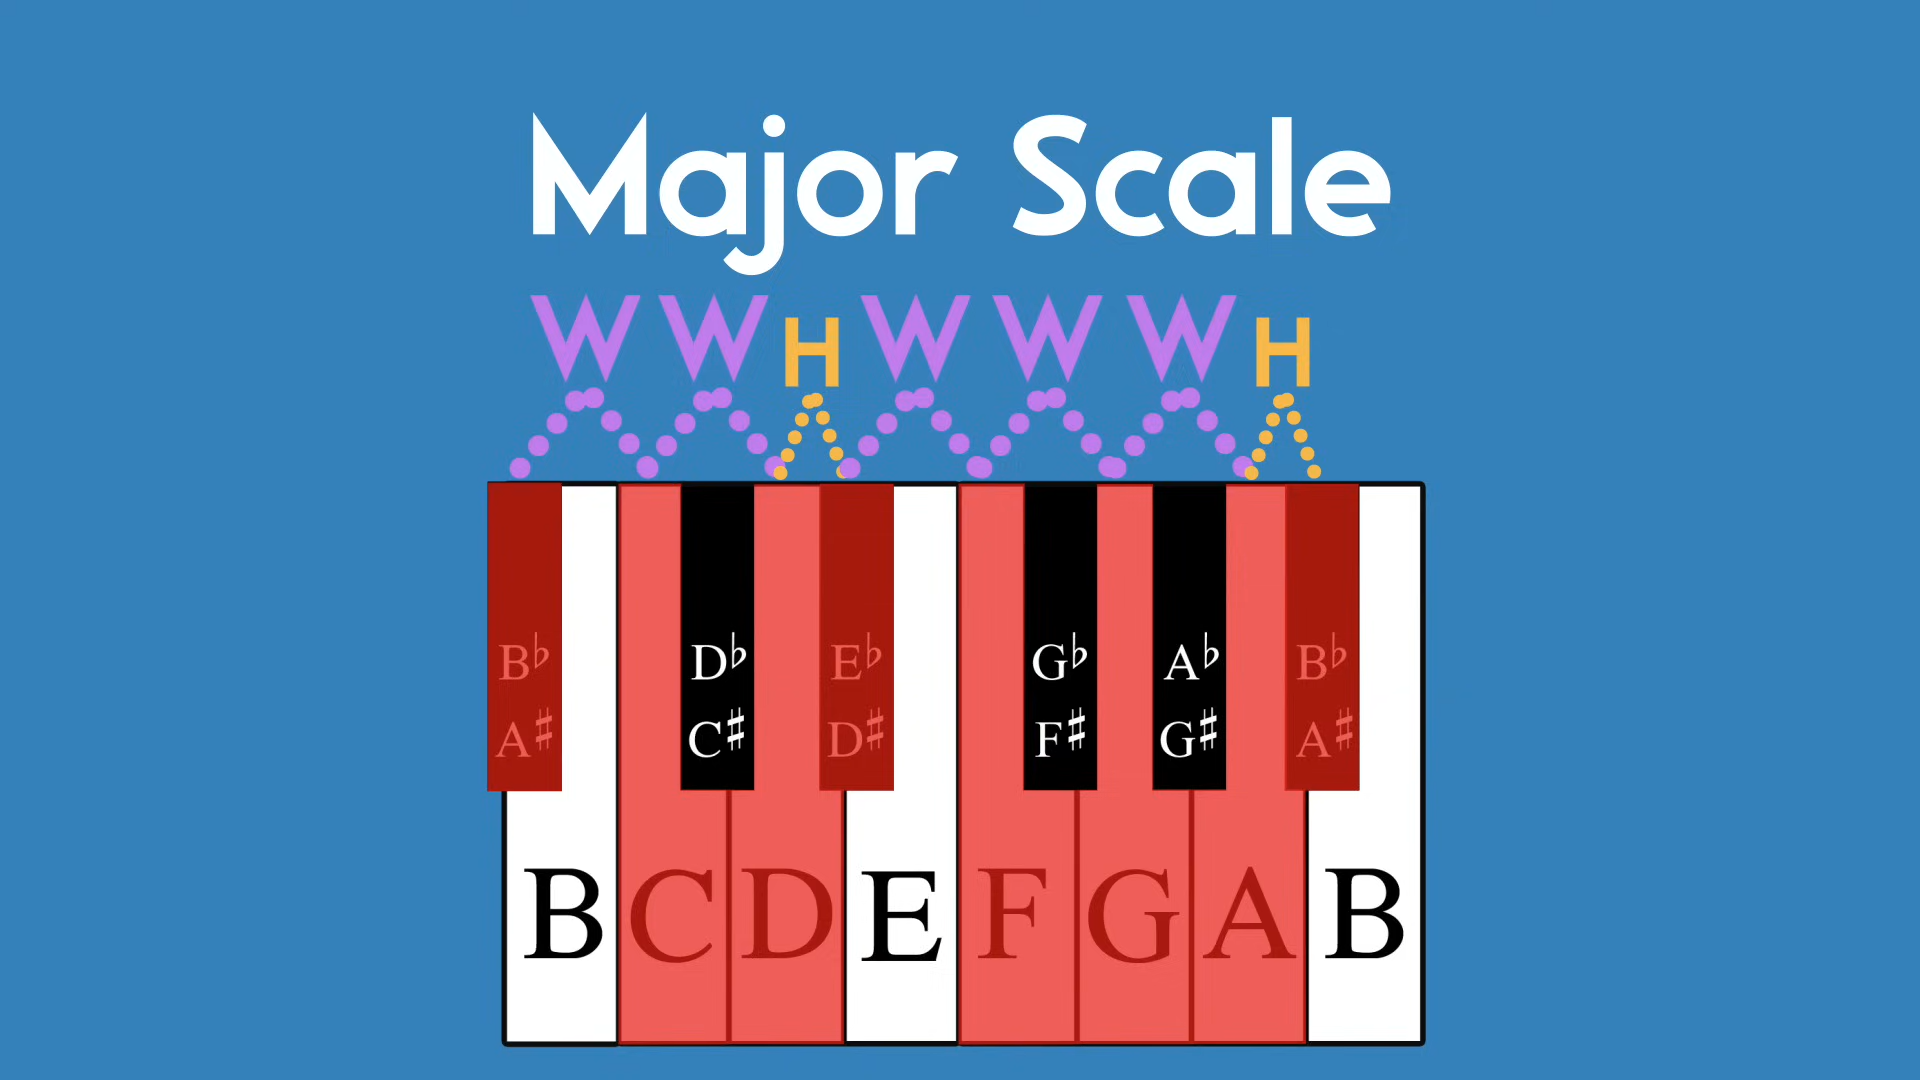 Major Scale
W W H W W W H
B♭ D♭ E♭ G♭ A♭ B♭
A♯ C♯ D♯ F♯ G♯ A♯
B C D E F G A B